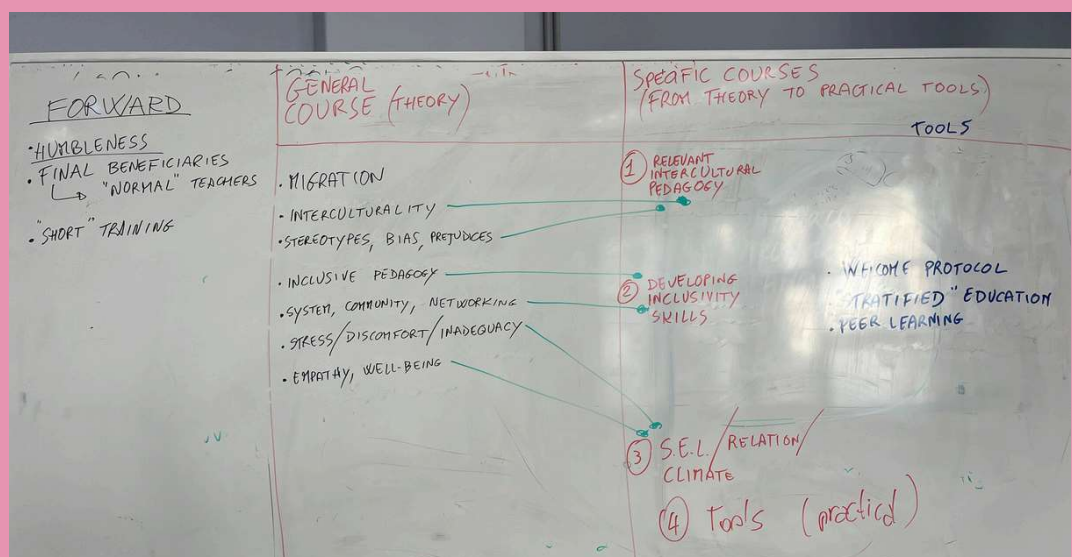 FORWARD
• HUMBLENESS
• FINAL BENEFICIARIES
↳ "NORMAL" TEACHERS
• "SHORT" TRAINING
GENERAL
COURSE (THEORY)
• MIGRATION
• INTERCULTURALITY
• STEREOTYPES, BIAS, PREJUDICES
• INCLUSIVE PEDAGOGY
• SYSTEM, COMMUNITY, NETWORKING
• STRESS/DISCOMFORT/INADEQUACY
• EMPATHY, WELL-BEING
SPECIFIC COURSES
(FROM THEORY TO PRACTICAL TOOLS)
TOOLS
1 RELEVANT
INTERCULTURAL
PEDAGOGY
2 DEVELOPING
INCLUSIVITY
SKILLS
• WELCOME PROTOCOL
• "STRATIFIED" EDUCATION
• PEER LEARNING
3 S.E.L./RELATION/
CLIMATE
4 Tools (practical)